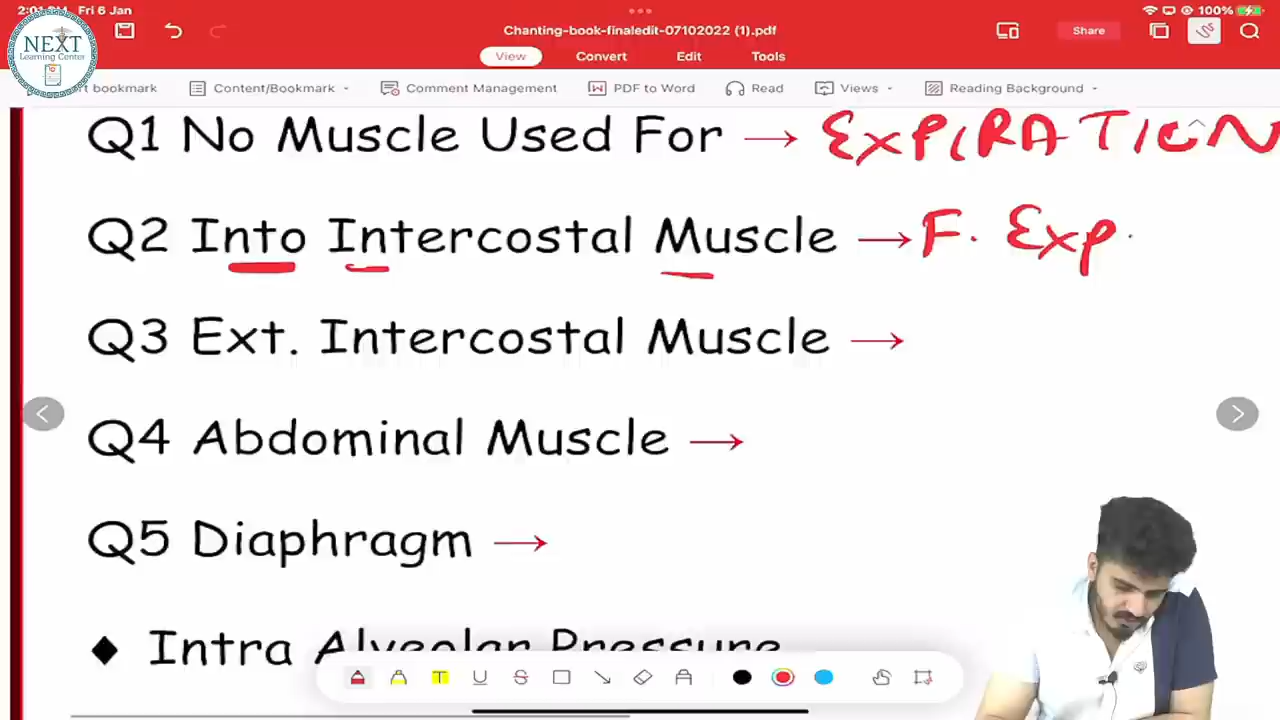 2:01 PM Fri 6 Jan
100%
NEXT
Learning Center
Chanting-book-finaledit-07102022 (1).pdf
Share
View Convert Edit Tools
bookmark Content/Bookmark Comment Management PDF to Word Read Views Reading Background
Q1 No Muscle Used For → EXPIRATION
Q2 Into Intercostal Muscle → F. Exp.
Q3 Ext. Intercostal Muscle →
Q4 Abdominal Muscle →
Q5 Diaphragm →
◆ Intra Alveolar Pressure